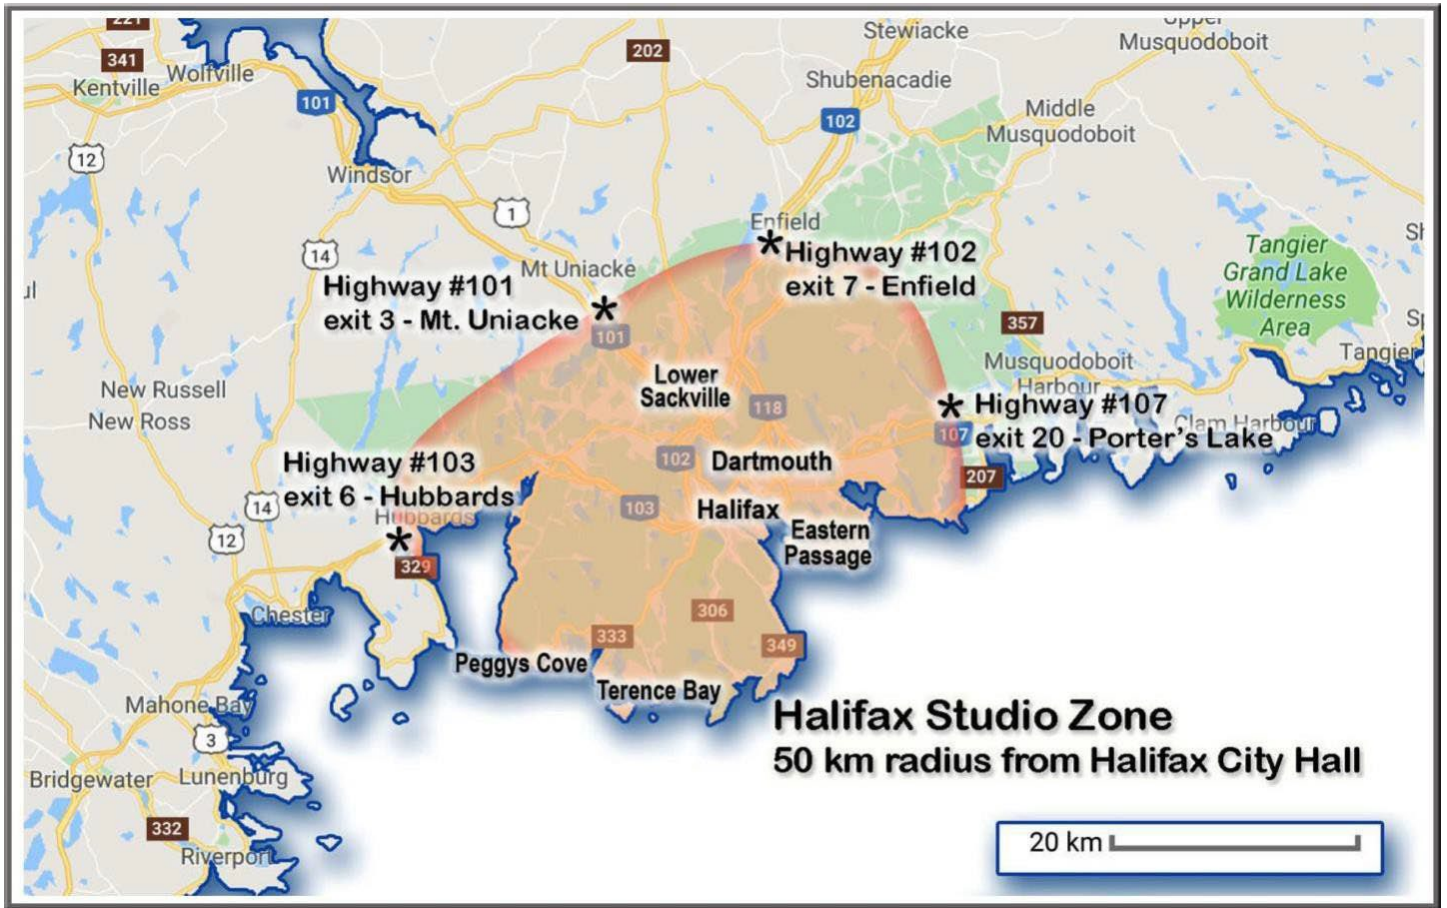 221
341
Kentville
Wolfville
101
202
Stewiacke
Upper
Musquodoboit
Shubenacadie
102
Middle
Musquodoboit
12
Windsor
1
14
Mt Uniacke
Enfield
Highway #102
exit 7 - Enfield
Highway #101
exit 3 - Mt. Uniacke
101
Tangier
Grand Lake
Wilderness
Area
Sh
ul
357
Sp
Tangier
Musquodoboit
Harbour
Clam Harbour
New Russell
New Ross
Lower
Sackville
118
Highway #107
exit 20 - Porter's Lake
107
207
Highway #103
exit 6 - Hubbards
Hubbards
14
12
102
Dartmouth
103
Halifax
Eastern
Passage
329
Chester
306
333
349
Peggys Cove
Terence Bay
Mahone Bay
3
Bridgewater
Lunenburg
332
Riverport
Halifax Studio Zone
50 km radius from Halifax City Hall
20 km